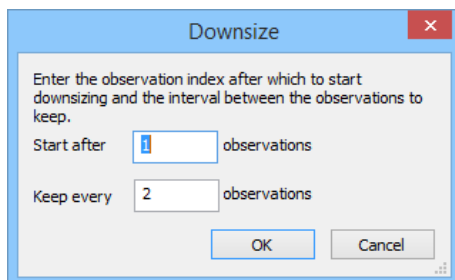 Downsize
Enter the observation index after which to start
downsizing and the interval between the observations to
keep.
Start after 1 observations
Keep every 2 observations
OK Cancel